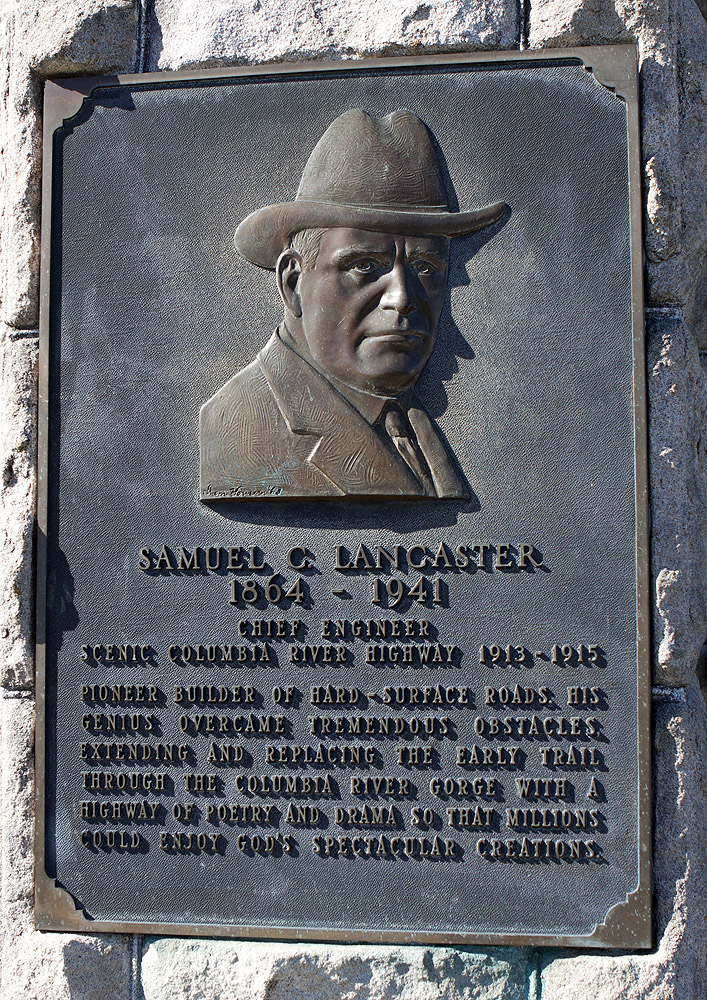 SAMUEL C. LANCASTER
1864 - 1941
CHIEF ENGINEER
SCENIC COLUMBIA RIVER HIGHWAY 1913-1915
PIONEER BUILDER OF HARD-SURFACE ROADS. HIS
GENIUS OVERCAME TREMENDOUS OBSTACLES,
EXTENDING AND REPLACING THE EARLY TRAIL
THROUGH THE COLUMBIA RIVER GORGE WITH A
HIGHWAY OF POETRY AND DRAMA SO THAT MILLIONS
COULD ENJOY GOD'S SPECTACULAR CREATIONS.